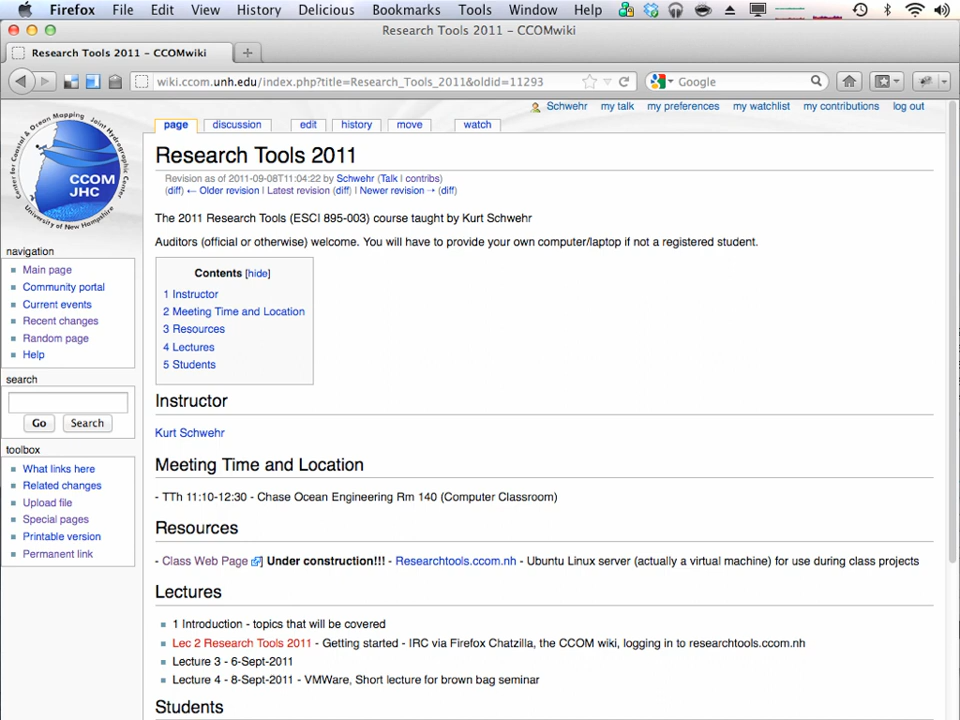 Firefox File Edit View History Delicious Bookmarks Tools Window Help
Research Tools 2011 – CCOMwiki
Research Tools 2011 – CCOMwiki
wiki.ccom.unh.edu/index.php?title=Research_Tools_2011&oldid=11293 Google
Schwehr my talk my preferences my watchlist my contributions log out
page discussion edit history move watch
Center for Coastal & Ocean Mapping Joint Hydrographic Center
CCOM
JHC
University of New Hampshire
Research Tools 2011
Revision as of 2011-09-08T11:04:22 by Schwehr (Talk | contribs)
(diff) ← Older revision | Latest revision (diff) | Newer revision → (diff)
The 2011 Research Tools (ESCI 895-003) course taught by Kurt Schwehr
Auditors (official or otherwise) welcome. You will have to provide your own computer/laptop if not a registered student.
Contents [hide]
1 Instructor
2 Meeting Time and Location
3 Resources
4 Lectures
5 Students
navigation
Main page
Community portal
Current events
Recent changes
Random page
Help
search
Go Search
toolbox
What links here
Related changes
Upload file
Special pages
Printable version
Permanent link
Instructor
Kurt Schwehr
Meeting Time and Location
- TTh 11:10-12:30 - Chase Ocean Engineering Rm 140 (Computer Classroom)
Resources
- Class Web Page Under construction!!! - Researchtools.ccom.nh - Ubuntu Linux server (actually a virtual machine) for use during class projects
Lectures
1 Introduction - topics that will be covered
Lec 2 Research Tools 2011 - Getting started - IRC via Firefox Chatzilla, the CCOM wiki, logging in to researchtools.ccom.nh
Lecture 3 - 6-Sept-2011
Lecture 4 - 8-Sept-2011 - VMWare, Short lecture for brown bag seminar
Students